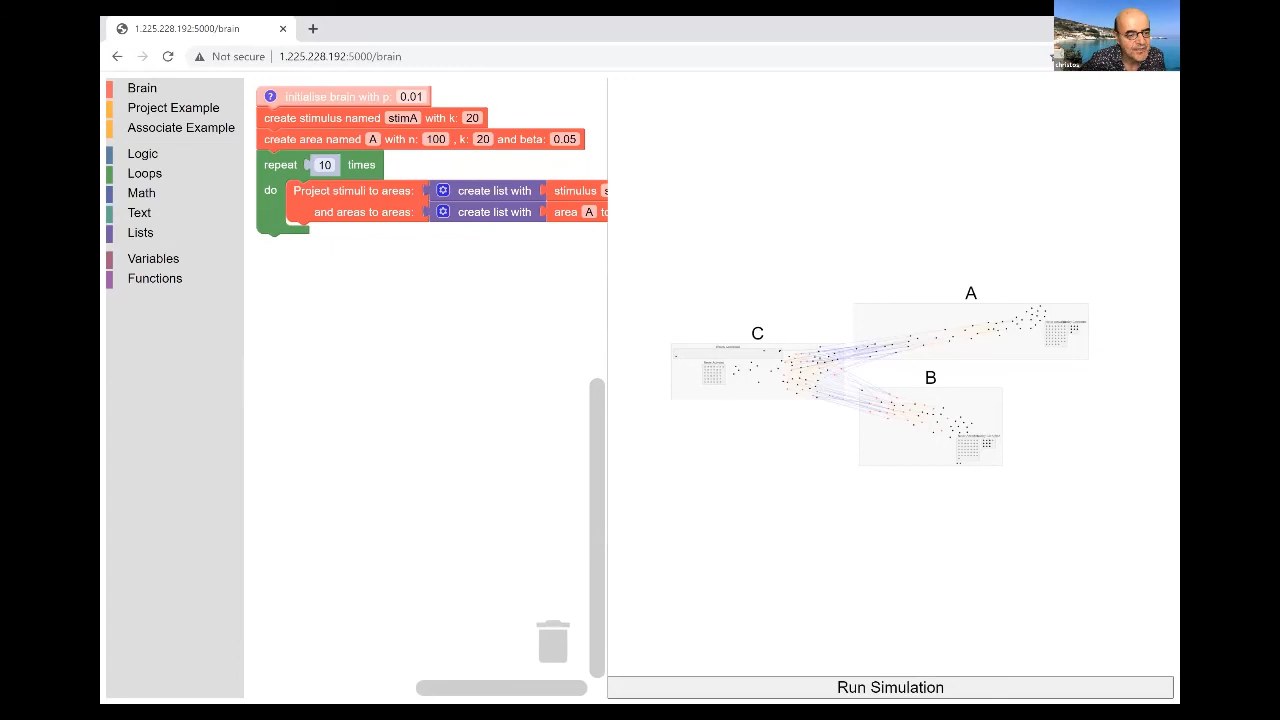 1.225.228.192:5000/brain
Not secure
1.225.228.192:5000/brain
christos
Brain
Project Example
Associate Example
Logic
Loops
Math
Text
Lists
Variables
Functions
initialise brain with p: 0.01
create stimulus named stimA with k: 20
create area named A with n: 100 , k: 20 and beta: 0.05
repeat 10 times
do Project stimuli to areas: create list with stimulus s
and areas to areas: create list with area A to
A
C
B
Run Simulation